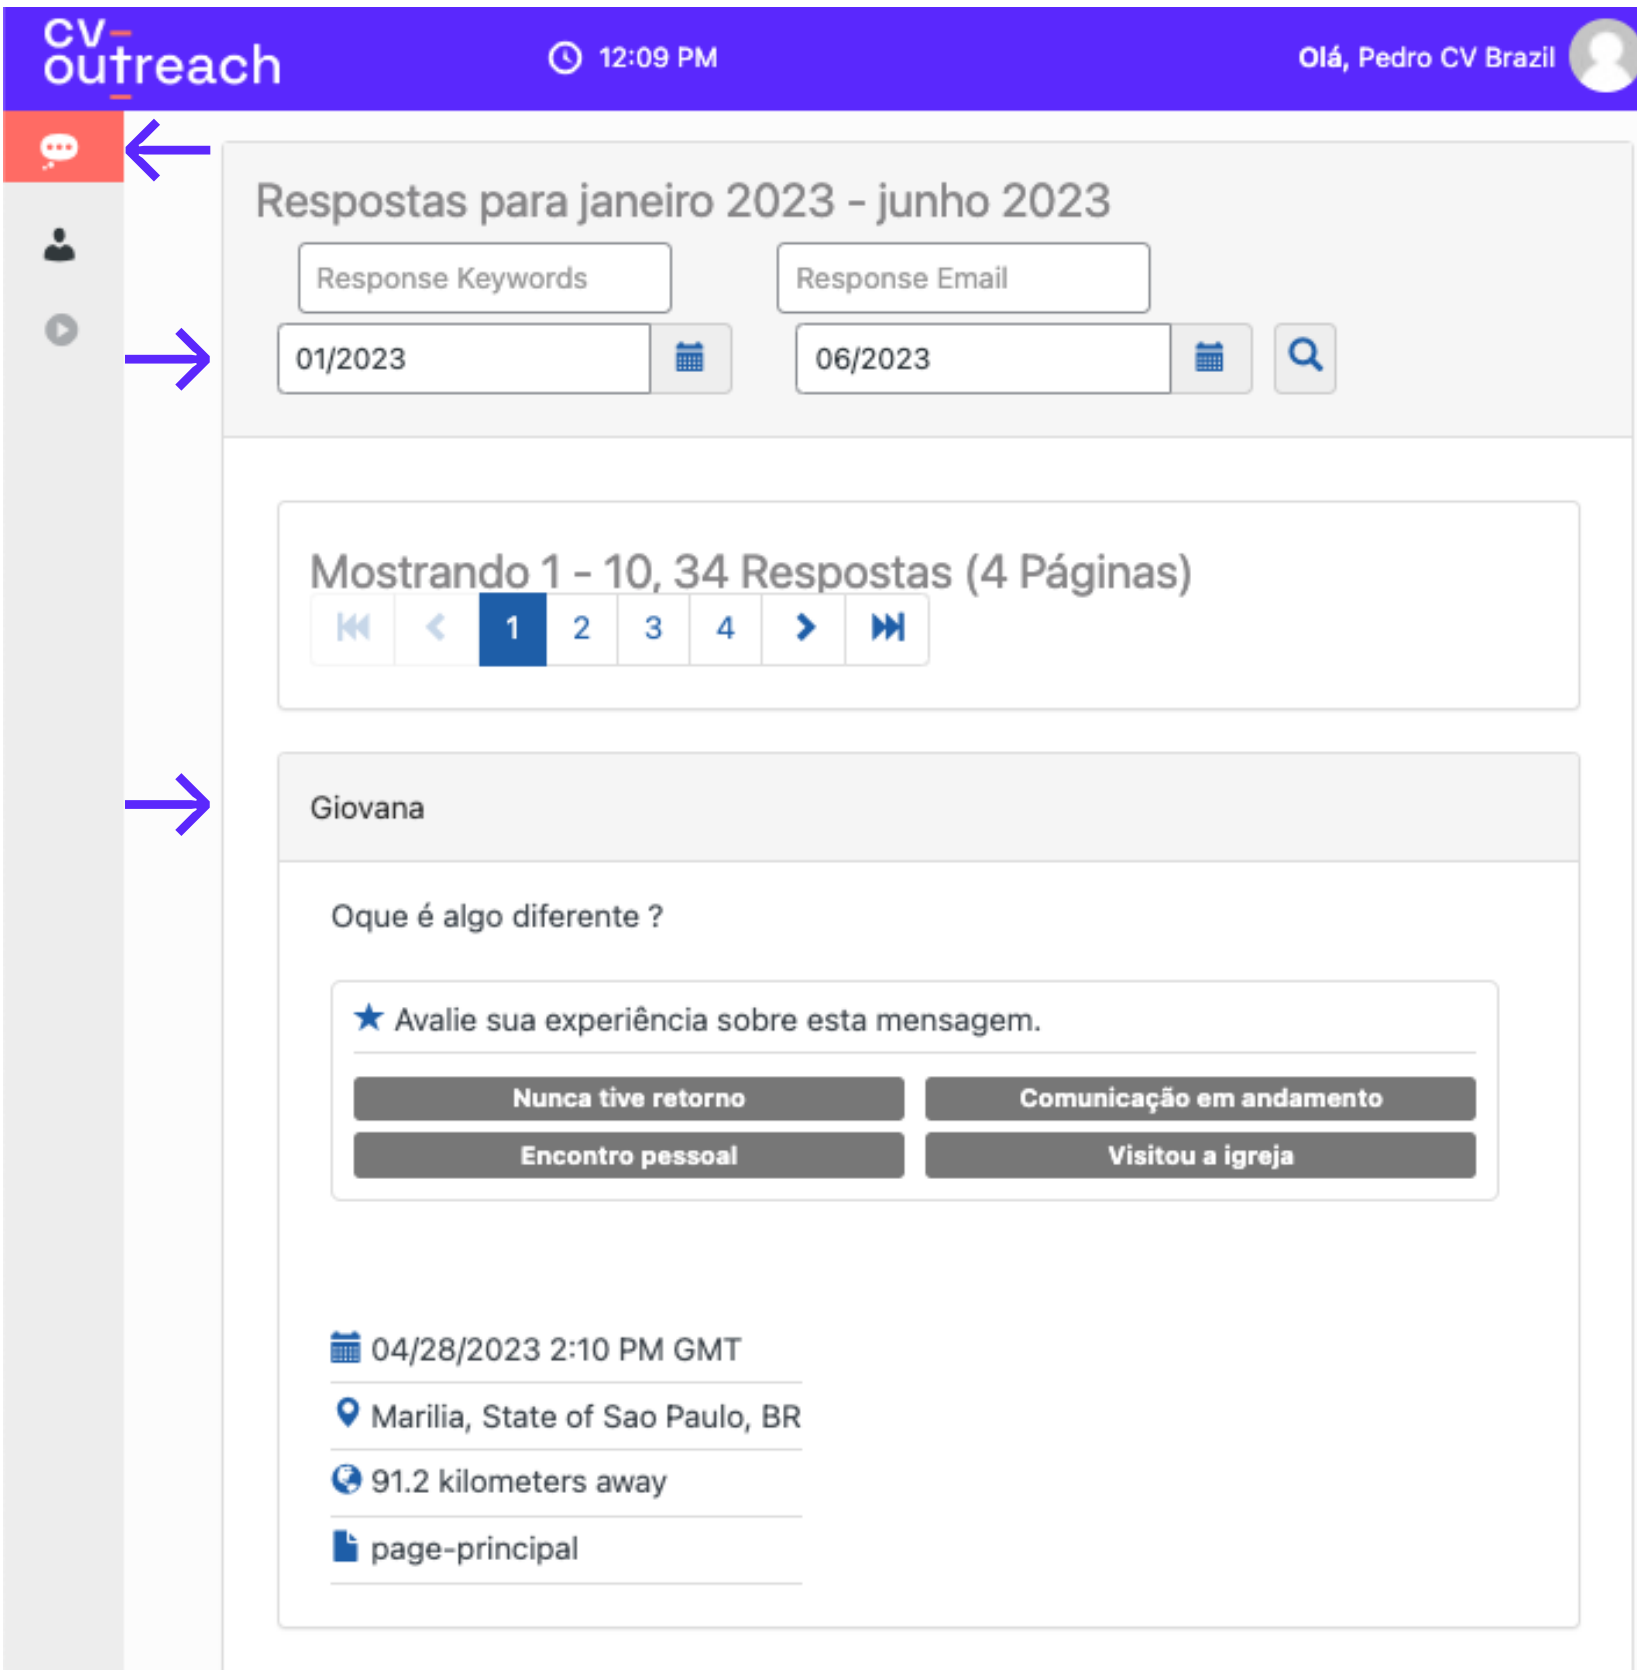 cv-
outreach
12:09 PM
Olá, Pedro CV Brazil
Respostas para janeiro 2023 - junho 2023
Response Keywords
Response Email
01/2023
06/2023
Mostrando 1 - 10, 34 Respostas (4 Páginas)
1 2 3 4
Giovana
Oque é algo diferente ?
Avalie sua experiência sobre esta mensagem.
Nunca tive retorno
Comunicação em andamento
Encontro pessoal
Visitou a igreja
04/28/2023 2:10 PM GMT
Marilia, State of Sao Paulo, BR
91.2 kilometers away
page-principal